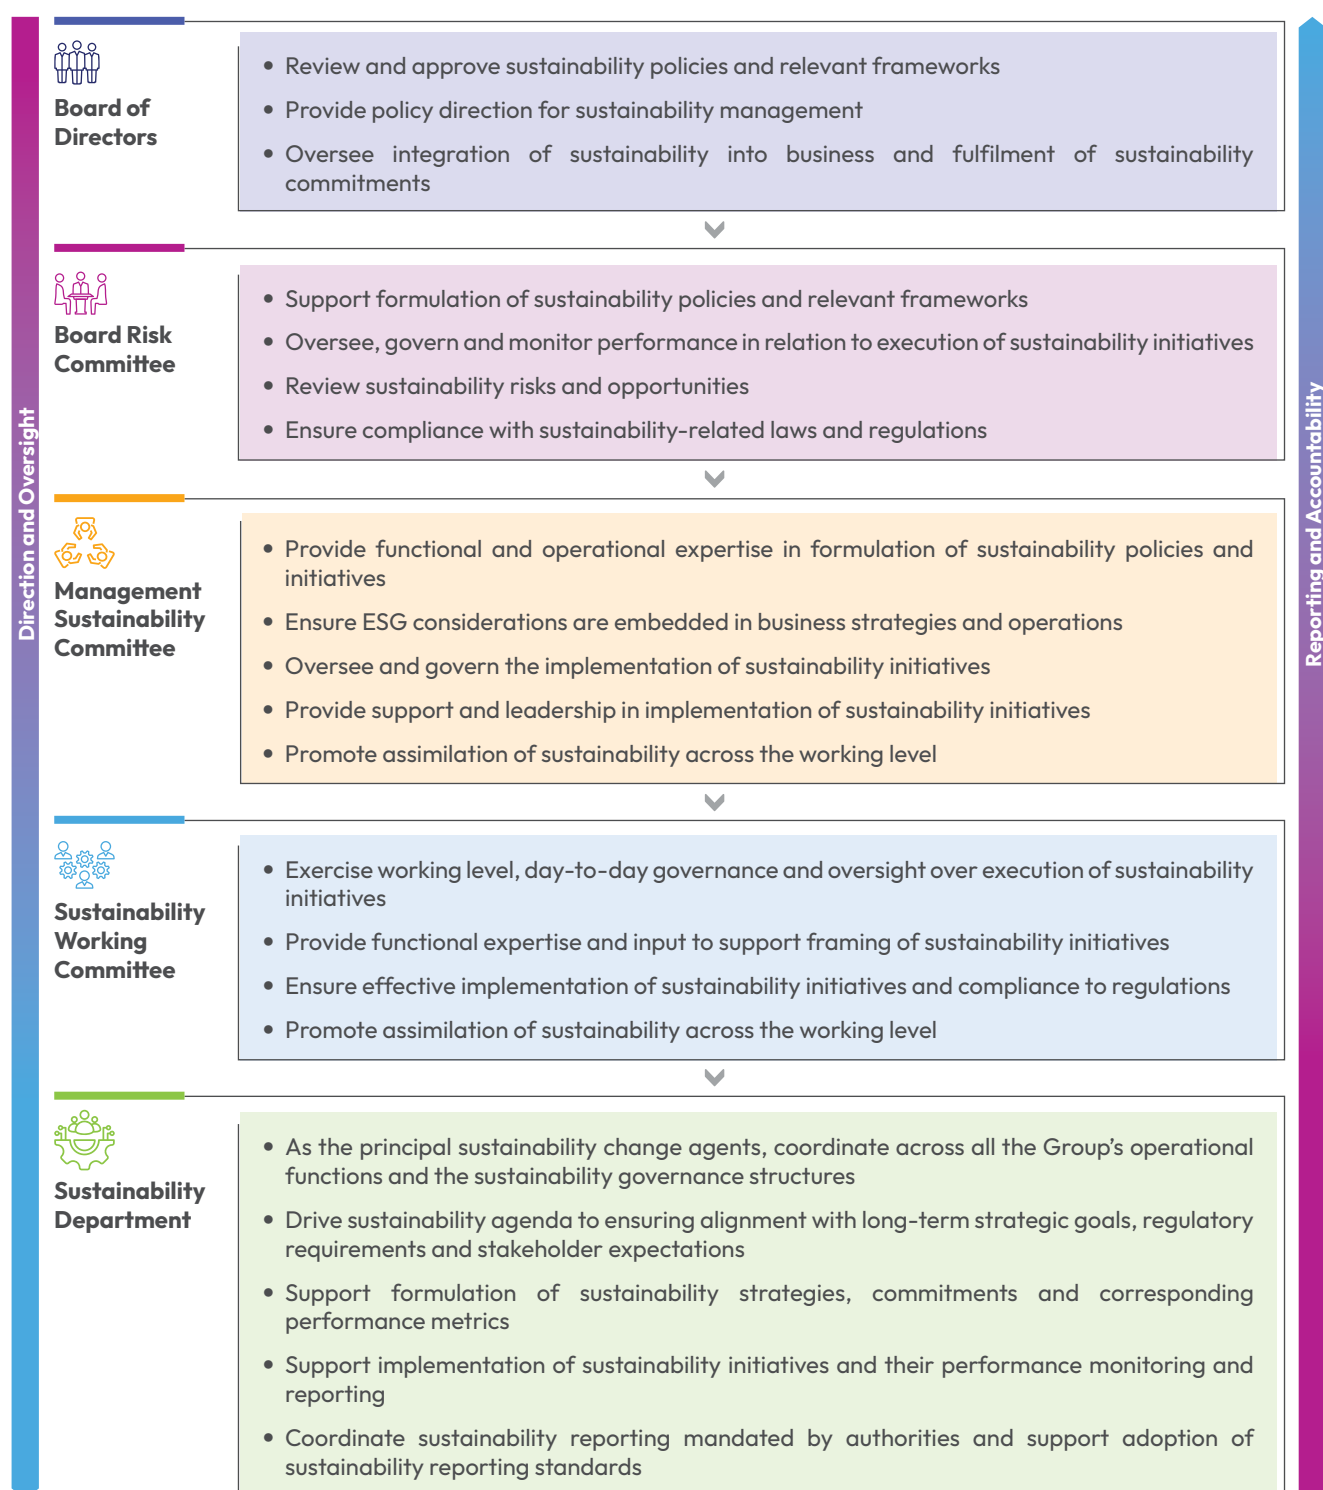 Direction and Oversight
Board of
Directors
• Review and approve sustainability policies and relevant frameworks
• Provide policy direction for sustainability management
• Oversee integration of sustainability into business and fulfilment of sustainability
commitments
Board Risk
Committee
• Support formulation of sustainability policies and relevant frameworks
• Oversee, govern and monitor performance in relation to execution of sustainability initiatives
• Review sustainability risks and opportunities
• Ensure compliance with sustainability-related laws and regulations
Management
Sustainability
Committee
• Provide functional and operational expertise in formulation of sustainability policies and
initiatives
• Ensure ESG considerations are embedded in business strategies and operations
• Oversee and govern the implementation of sustainability initiatives
• Provide support and leadership in implementation of sustainability initiatives
• Promote assimilation of sustainability across the working level
Sustainability
Working
Committee
• Exercise working level, day-to-day governance and oversight over execution of sustainability
initiatives
• Provide functional expertise and input to support framing of sustainability initiatives
• Ensure effective implementation of sustainability initiatives and compliance to regulations
• Promote assimilation of sustainability across the working level
Sustainability
Department
• As the principal sustainability change agents, coordinate across all the Group’s operational
functions and the sustainability governance structures
• Drive sustainability agenda to ensuring alignment with long-term strategic goals, regulatory
requirements and stakeholder expectations
• Support formulation of sustainability strategies, commitments and corresponding
performance metrics
• Support implementation of sustainability initiatives and their performance monitoring and
reporting
• Coordinate sustainability reporting mandated by authorities and support adoption of
sustainability reporting standards
Reporting and Accountability